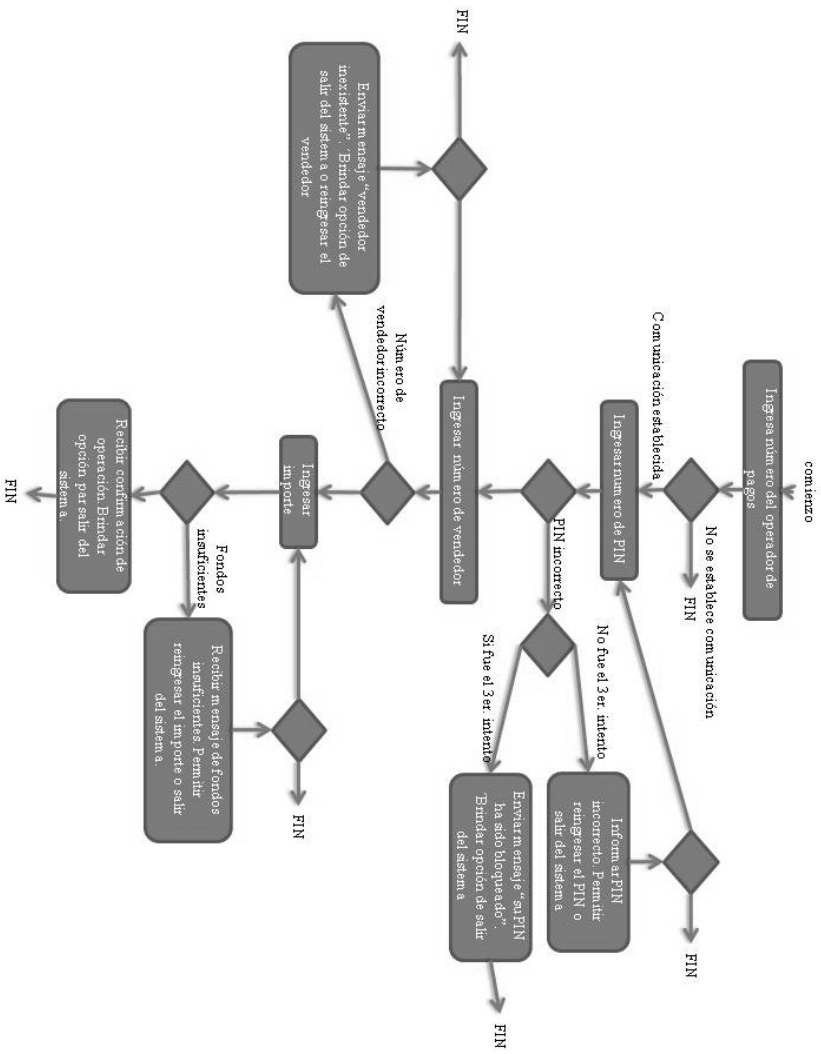 comienzo
Ingresa número del operador de
pagos
No se establece comunicación
FIN
Comunicación establecida
Ingresar numero de PIN
FIN
PIN incorrecto
No fue el 3er. intento
Informar PIN
incorrecto. Permitir
reingresar el PIN o
salir del sistema
Si fue el 3er. intento
Enviar mensaje “su PIN
ha sido bloqueado”.
´Brindar opción de salir
del sistema
FIN
Ingresar número de vendedor
FIN
Número de
vendedor incorrecto
Enviar mensaje “vendedor
inexistente”. ´Brindar opción de
salir del sistema o reingresar el
vendedor
Ingresar
importe
FIN
Fondos
insuficientes
Recibir mensaje de fondos
insuficientes. Permitir
reingresar el importe o salir
del sistema.
Recibir confirmación de
operación. Brindar
opción par salir del
sistema.
FIN